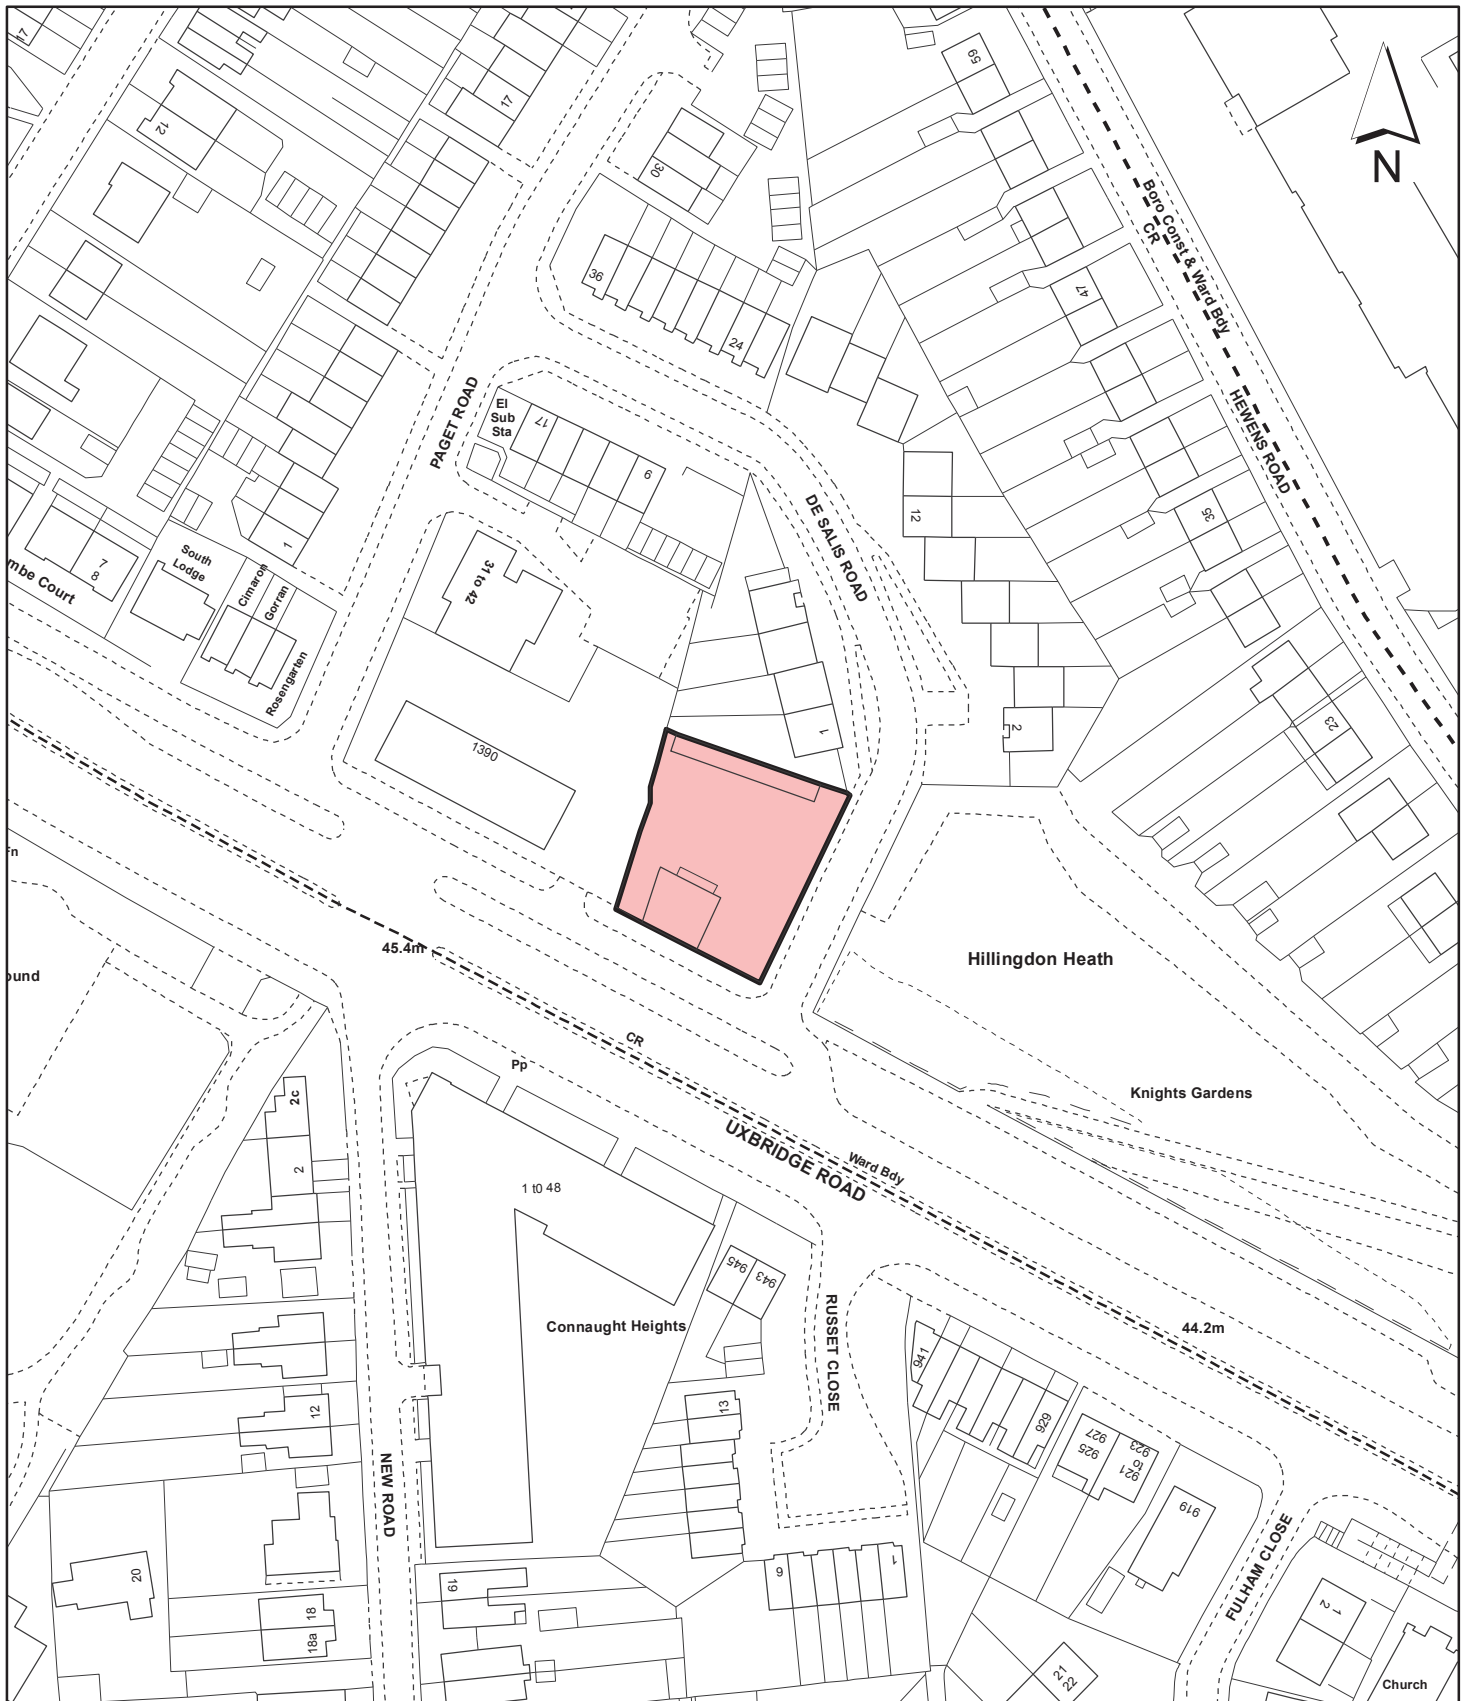 17
59
12
17
N
30
Boro Const & Ward Bdy
CR
36
47
24
HEWENS ROAD
PAGET ROAD
El
Sub
Sta
17
6
DE SALIS ROAD
12
35
1
South
Lodge
7
8
mbe Court
31 to 42
Cimaron
Gorran
Rosengarten
23
2
1
1390
Fn
45.4m
Hillingdon Heath
ound
CR
Pp
2c
Knights Gardens
UXBRIDGE ROAD
Ward Bdy
2
1 to 48
945
943
Connaught Heights
RUSSET CLOSE
44.2m
941
12
13
929
927
925
923
to
921
NEW ROAD
919
FULHAM CLOSE
20
19
6
1
18
18a
1
2
21
22
Church